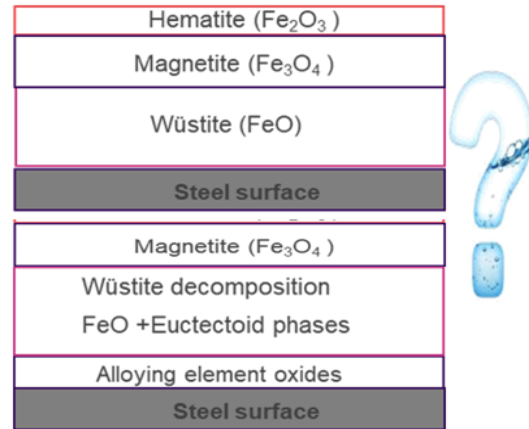 Hematite (Fe₂O₃ )
Magnetite (Fe₃O₄ )
Wüstite (FeO)
Steel surface
Magnetite (Fe₃O₄ )
Wüstite decomposition
FeO +Euctectoid phases
Alloying element oxides
Steel surface
?